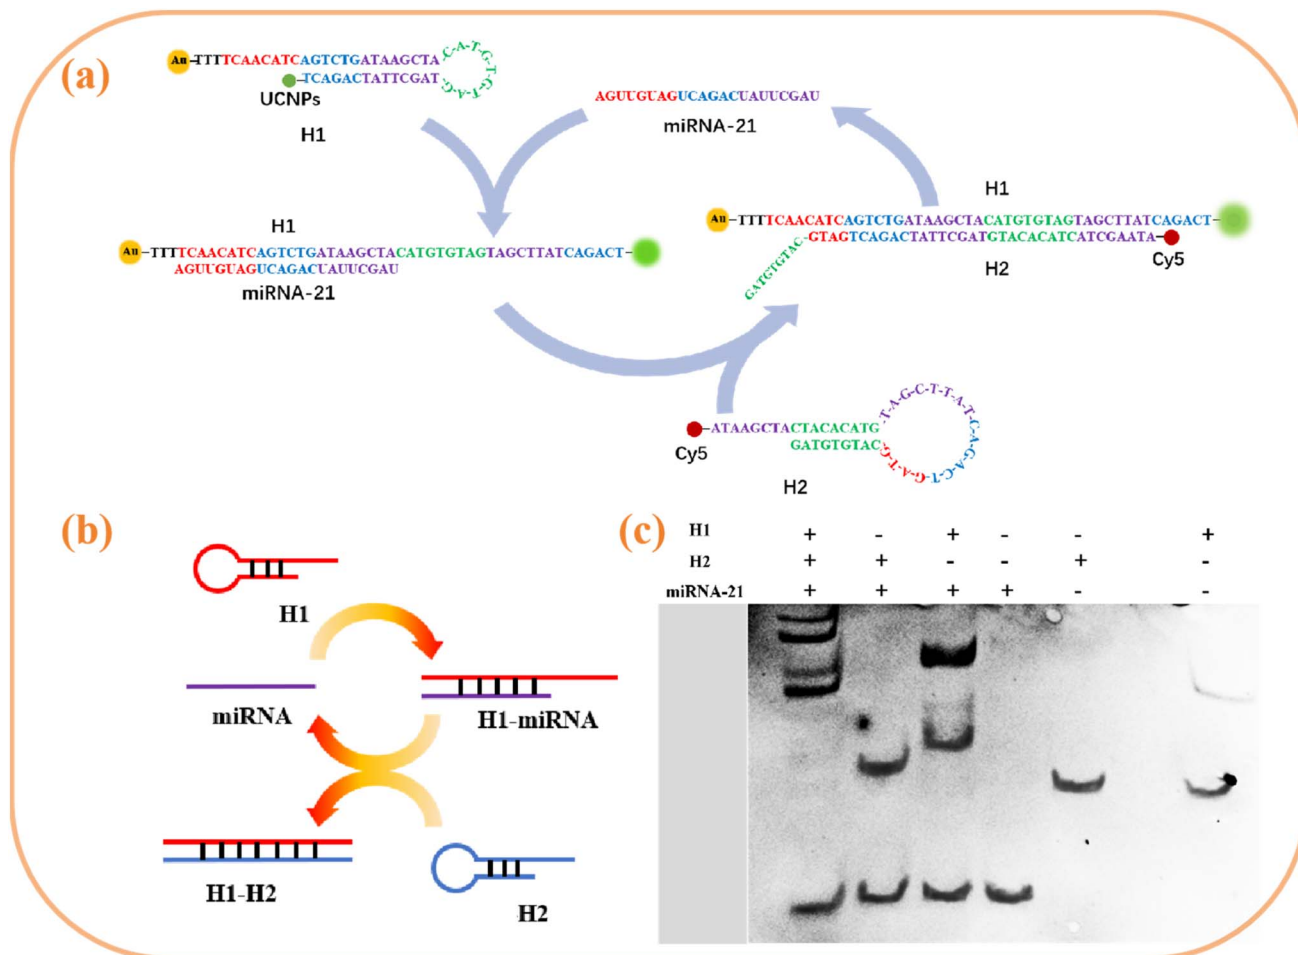 (a)
Au-TTTTCAACATCAGTCTGATAAGCTA
C-A-T-G-T-G-T-A-G
TCAGACTATTCGAT
UCNPs
H1
AGUUGUAGUCAGACUAUUCGAU
miRNA-21
H1
Au-TTTTCAACATCAGTCTGATAAGCTACATGTGTAGTAGCTTATCAGACT
AGUUGUAGUCAGACUAUUCGAU
miRNA-21
H1
Au-TTTTCAACATCAGTCTGATAAGCTACATGTGTAGTAGCTTATCAGACT
GTAGTCAGACTATTCGATGTACACATCATCGAATA
GATGTGTAC
H2
Cy5
ATAAGCTACTACACATG
GATGTGTAC
-T-A-G-C-T-T-A-T-C-A-G-A-C-T-G-A-T-G-
Cy5
H2
(b)
H1
miRNA
H1-miRNA
H1-H2
H2
(c)
H1 + - + - - +
H2 + + - - + -
miRNA-21 + + + + - -